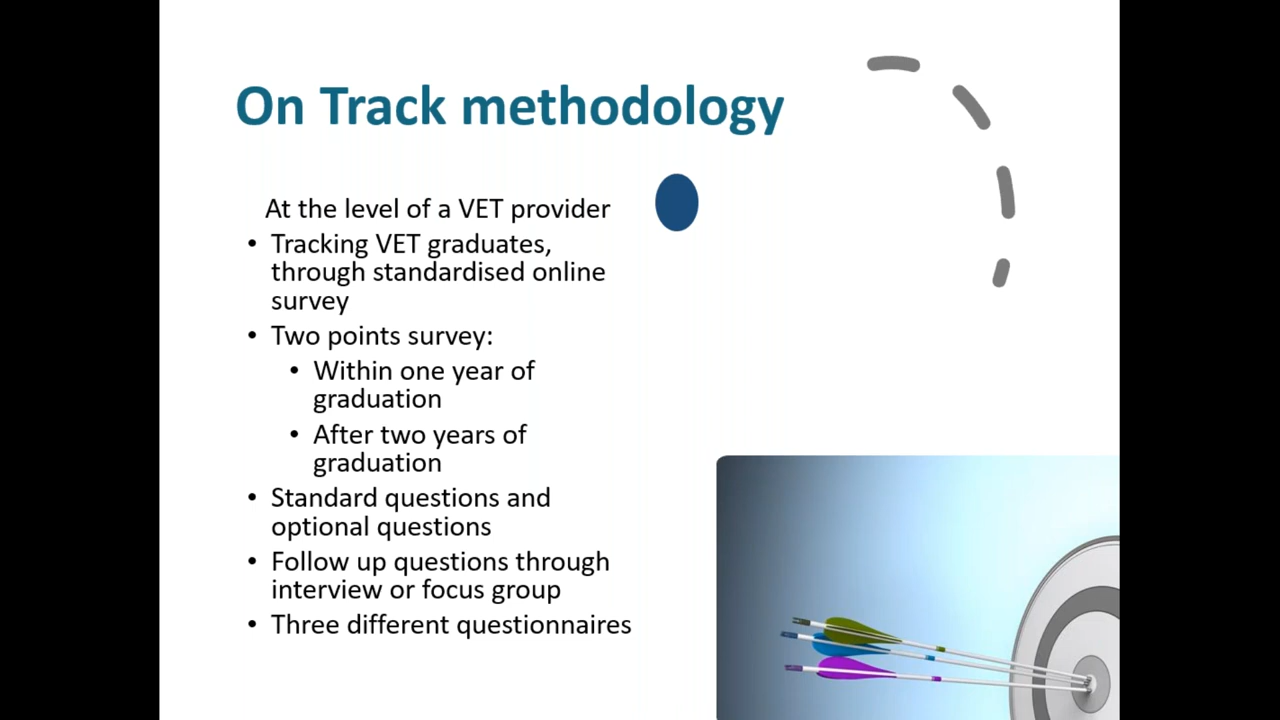 On Track methodology
At the level of a VET provider
• Tracking VET graduates,
through standardised online
survey
• Two points survey:
• Within one year of
graduation
• After two years of
graduation
• Standard questions and
optional questions
• Follow up questions through
interview or focus group
• Three different questionnaires